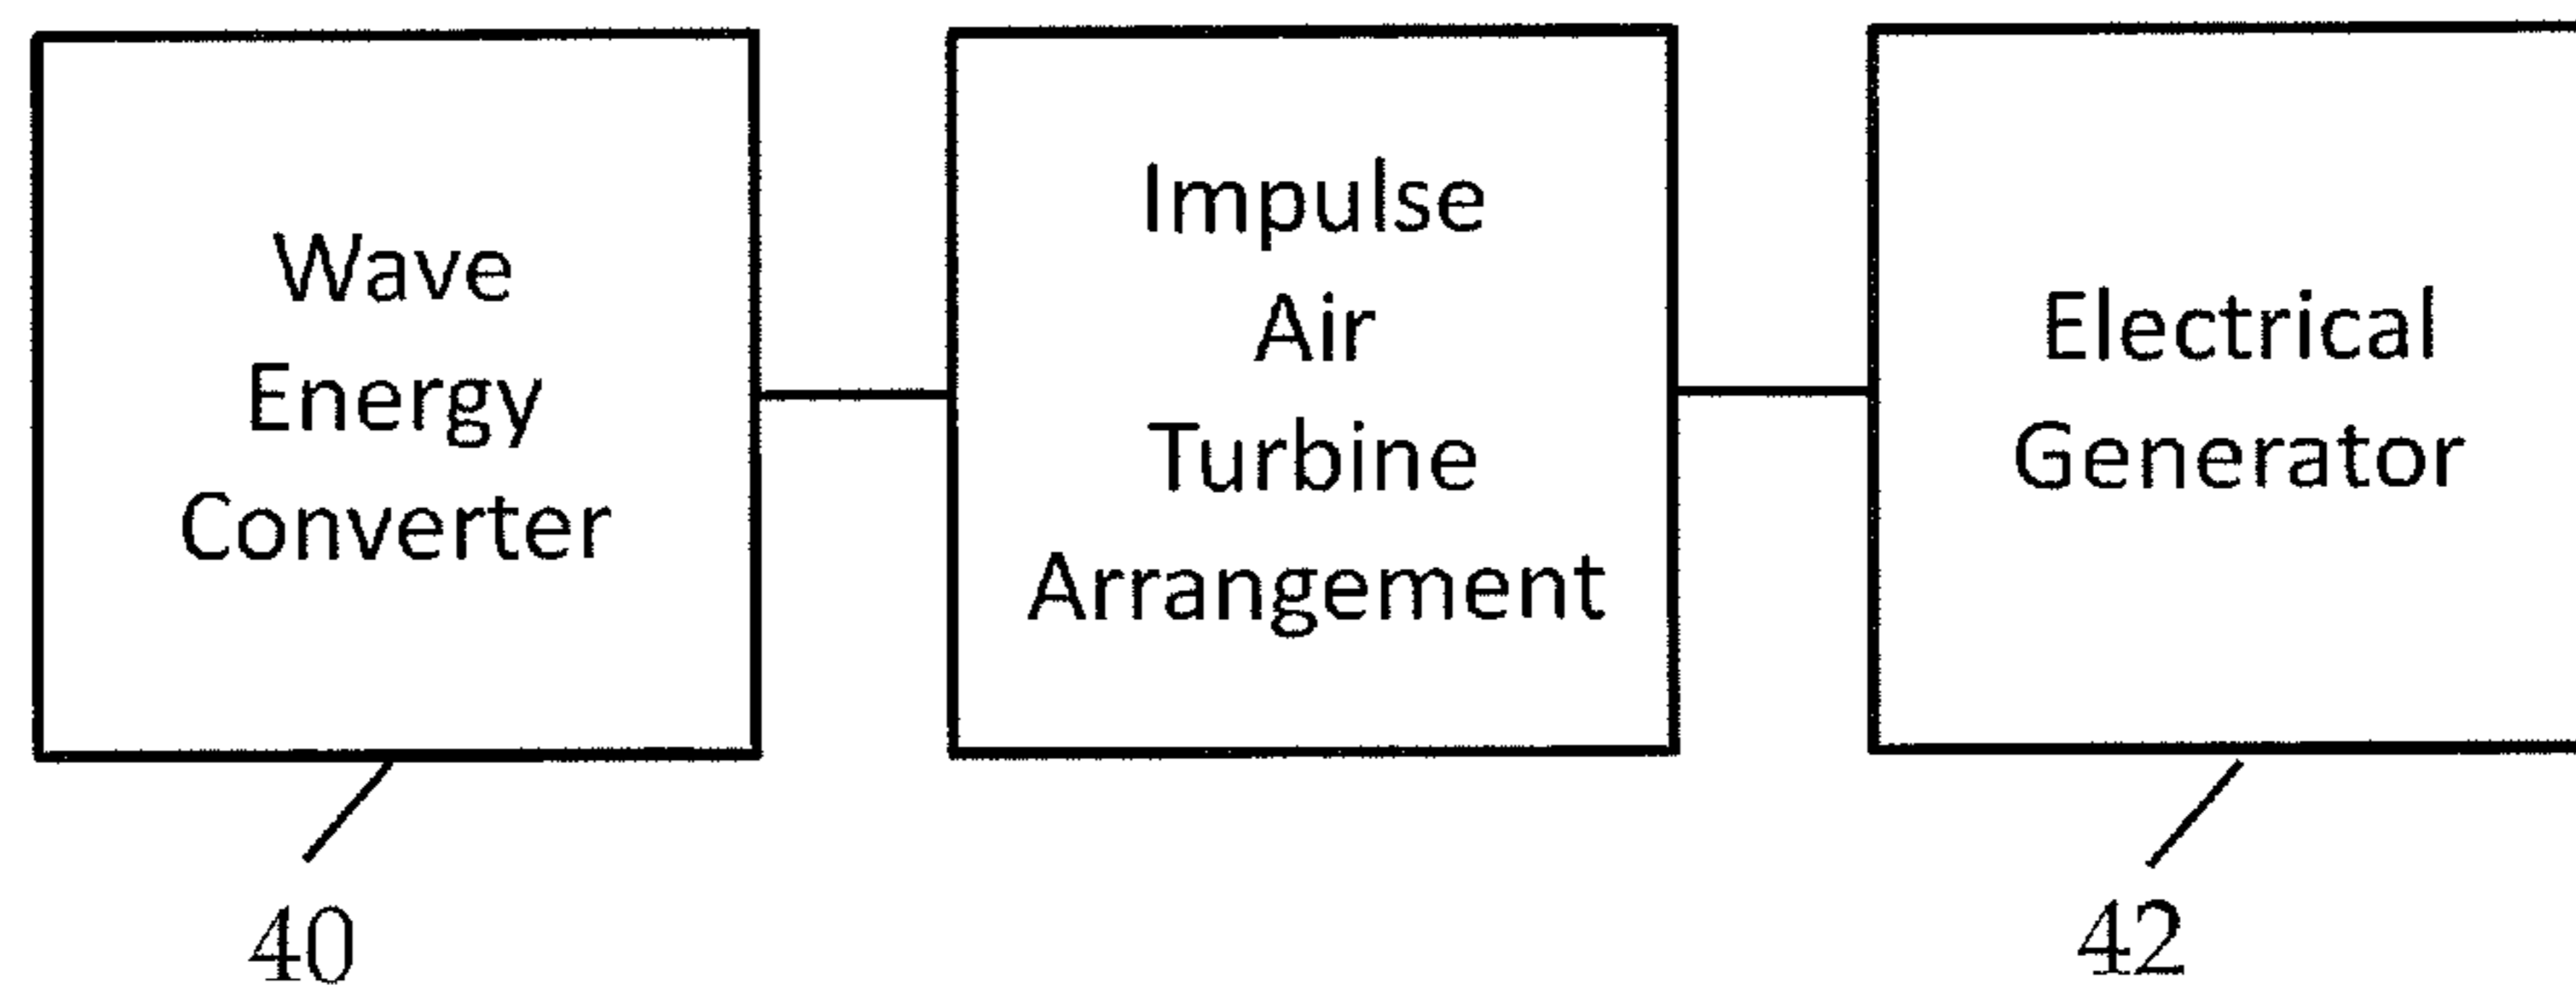 Wave
Energy
Converter
Impulse
Air
Turbine
Arrangement
Electrical
Generator
40
42